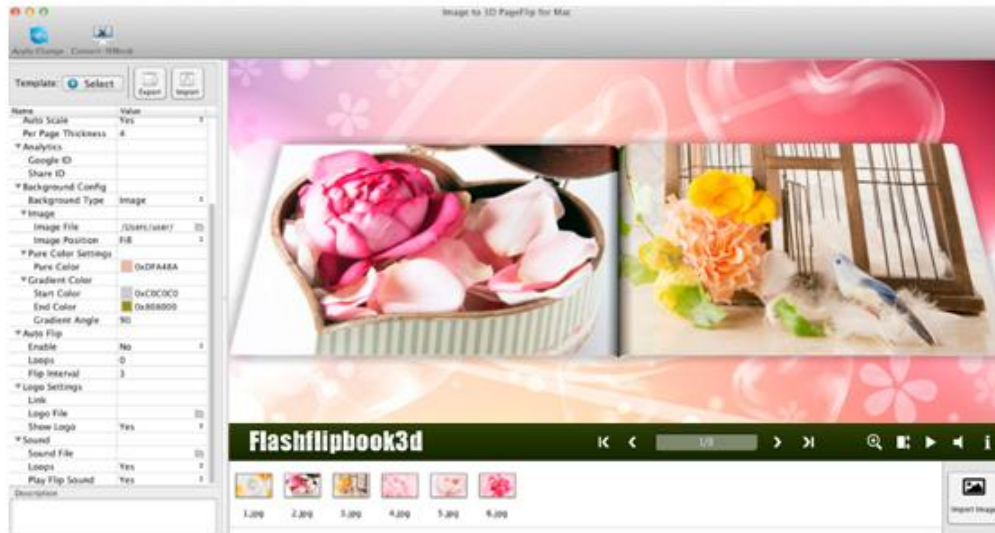 Image to 3D PageFlip for Mac
Apply Change Convert
Template: Select Export Import
Name Value
Auto Scale Yes
Per Page Thickness 4
Analytics
Google ID
Share ID
Background Config
Background Type Image
Image
Image File /Users/user/
Image Position Fill
Pure Color Settings
Pure Color 0xDFA48A
Gradient Color
Start Color 0xC0C0C0
End Color 0x808000
Gradient Angle 90
Auto Flip
Enable No
Loops 0
Flip Interval 3
Logo Settings
Link
Logo File
Show Logo Yes
Sound
Sound File
Loops Yes
Play Flip Sound Yes
Description
Flashflipbook3d
1.jpg 2.jpg 3.jpg 4.jpg 5.jpg 6.jpg
Import Image